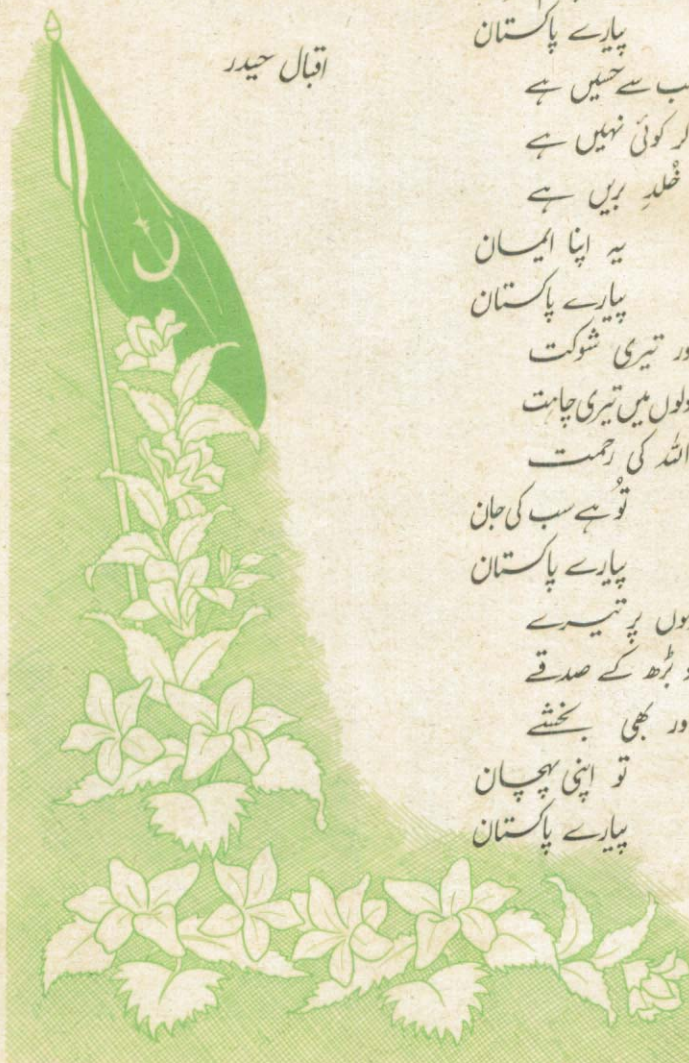 پیارے پاکستان
اقبال حیدر
سب سے حسیں ہے
کوئی نہیں ہے
خُلدِ بریں ہے
یہ اپنا ایمان
پیارے پاکستان
تیری شوکت
دلوں میں تیری چاہت
اللہ کی رحمت
تُو ہے سب کی جان
پیارے پاکستان
پر تیرے
بڑھ کے صدقے
اور بھی بخشے
تو اپنی پہچان
پیارے پاکستان